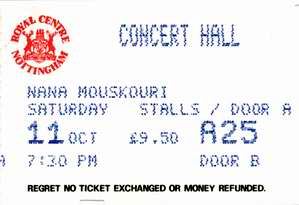 ROYAL CENTRE
NOTTINGHAM
CONCERT HALL
NANA MOUSKOURI
SATURDAY STALLS / DOOR A
11 OCT £9.50 A25
A 7:30 PM DOOR B
REGRET NO TICKET EXCHANGED OR MONEY REFUNDED.